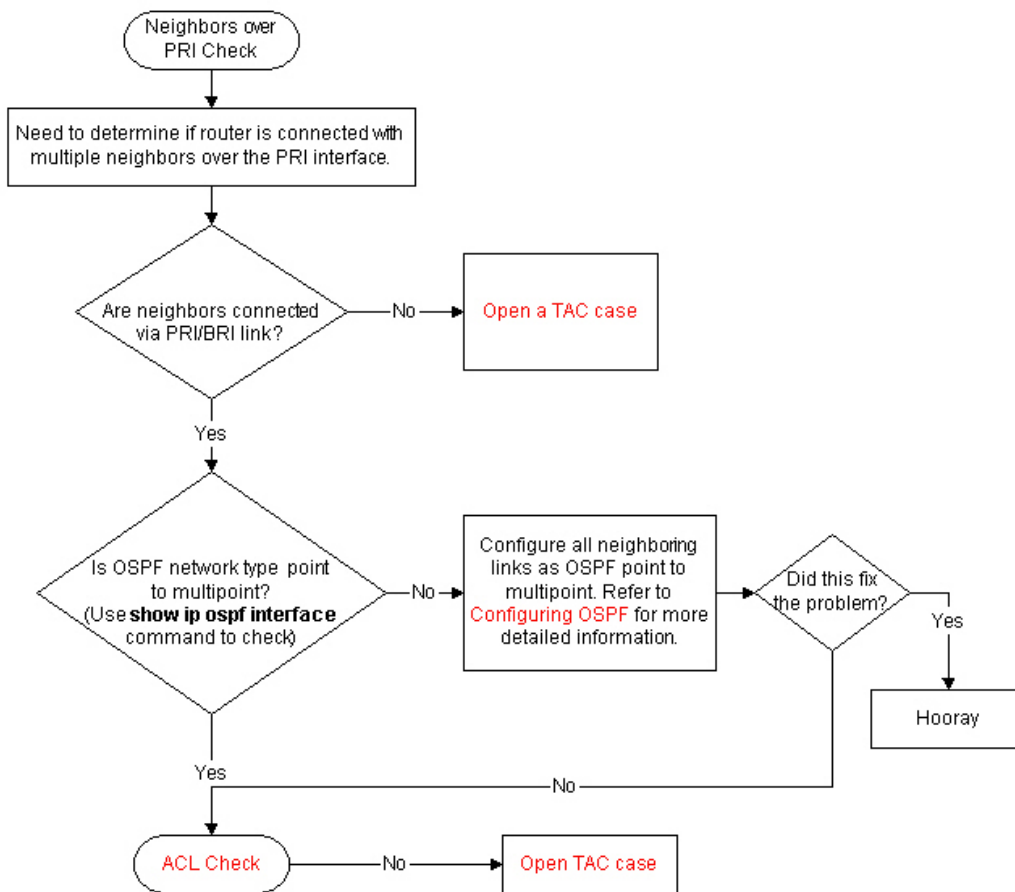 Neighbors over
PRI Check
Need to determine if router is connected with
multiple neighbors over the PRI interface.
Are neighbors connected
via PRI/BRI link?
No
Open a TAC case
Yes
Is OSPF network type point
to multipoint?
(Use show ip ospf interface
command to check)
No
Configure all neighboring
links as OSPF point to
multipoint. Refer to
Configuring OSPF for more
detailed information.
Did this fix
the problem?
Yes
Hooray
No
Yes
ACL Check
No
Open TAC case